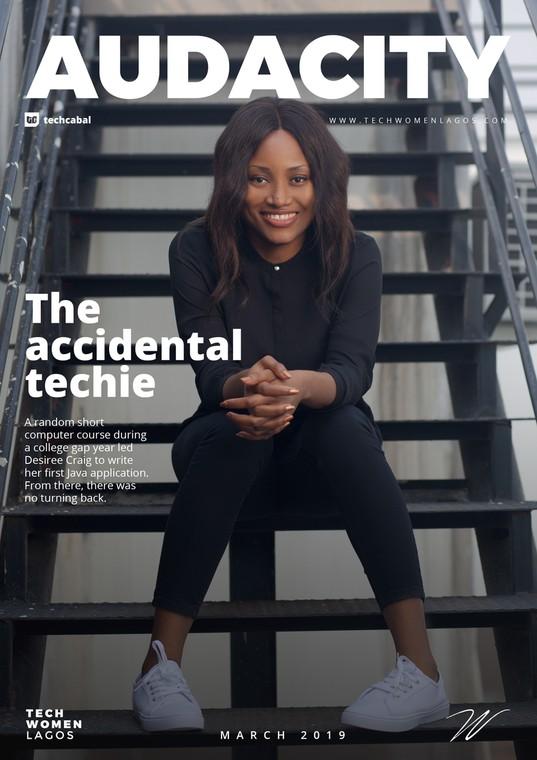 AUDACITY
techcabal
WWW.TECHWOMENLAGOS.COM
The
accidental
techie
A random short
computer course during
a college gap year led
Desiree Craig to write
her first Java application.
From there, there was
no turning back.
TECH
WOMEN
LAGOS
MARCH 2019
W